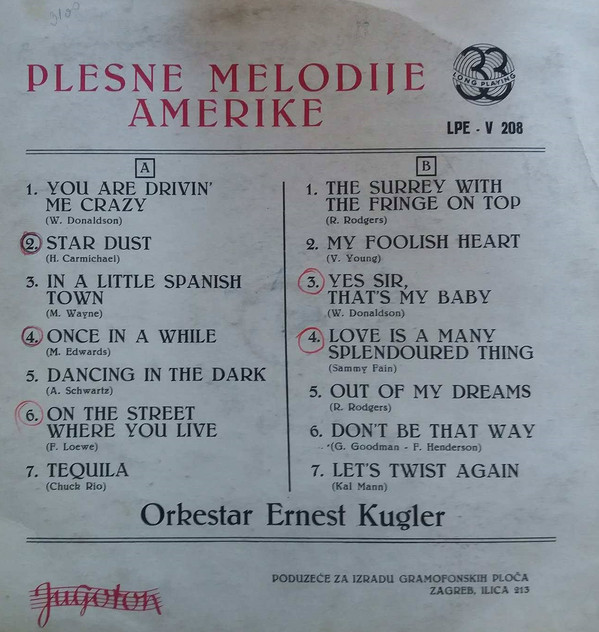 PLESNE MELODIJE
AMERIKE
33
LONG PLAYING
LPE - V 208
A
1. YOU ARE DRIVIN'
ME CRAZY
(W. Donaldson)
2. STAR DUST
(H. Carmichael)
3. IN A LITTLE SPANISH
TOWN
(M. Wayne)
4. ONCE IN A WHILE
(M. Edwards)
5. DANCING IN THE DARK
(A. Schwartz)
6. ON THE STREET
WHERE YOU LIVE
(F. Loewe)
7. TEQUILA
(Chuck Rio)
B
1. THE SURREY WITH
THE FRINGE ON TOP
(R. Rodgers)
2. MY FOOLISH HEART
(V. Young)
3. YES SIR,
THAT'S MY BABY
(W. Donaldson)
4. LOVE IS A MANY
SPLENDOURED THING
(Sammy Fain)
5. OUT OF MY DREAMS
(R. Rodgers)
6. DON'T BE THAT WAY
(G. Goodman - F. Henderson)
7. LET'S TWIST AGAIN
(Kal Mann)
Orkestar Ernest Kugler
Jugoton
PODUZEĆE ZA IZRADU GRAMOFONSKIH PLOČA
ZAGREB, ILICA 213